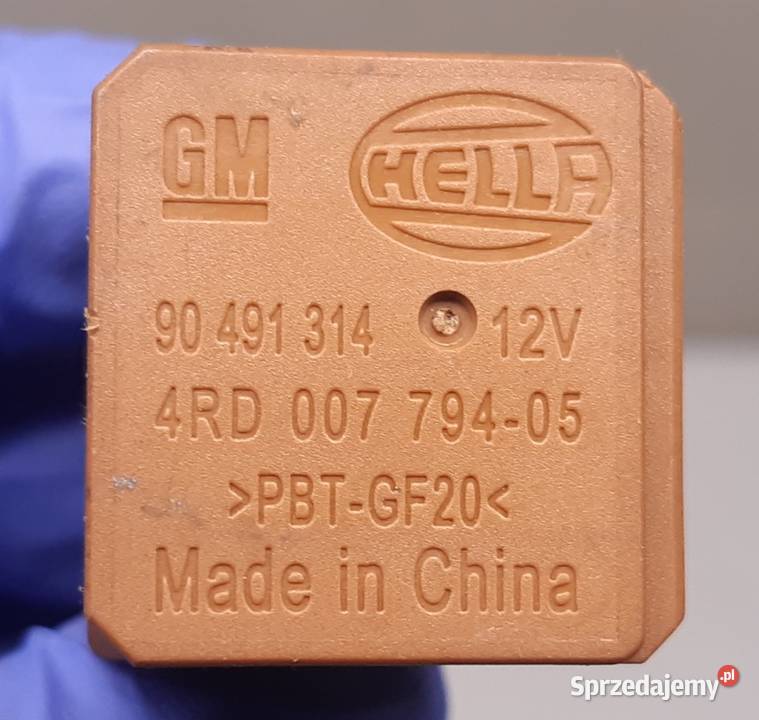 GM HELLA
90 491 314 12V
4RD 007 794-05
>PBT-GF20<
Made in China
Sprzedajemy.pl